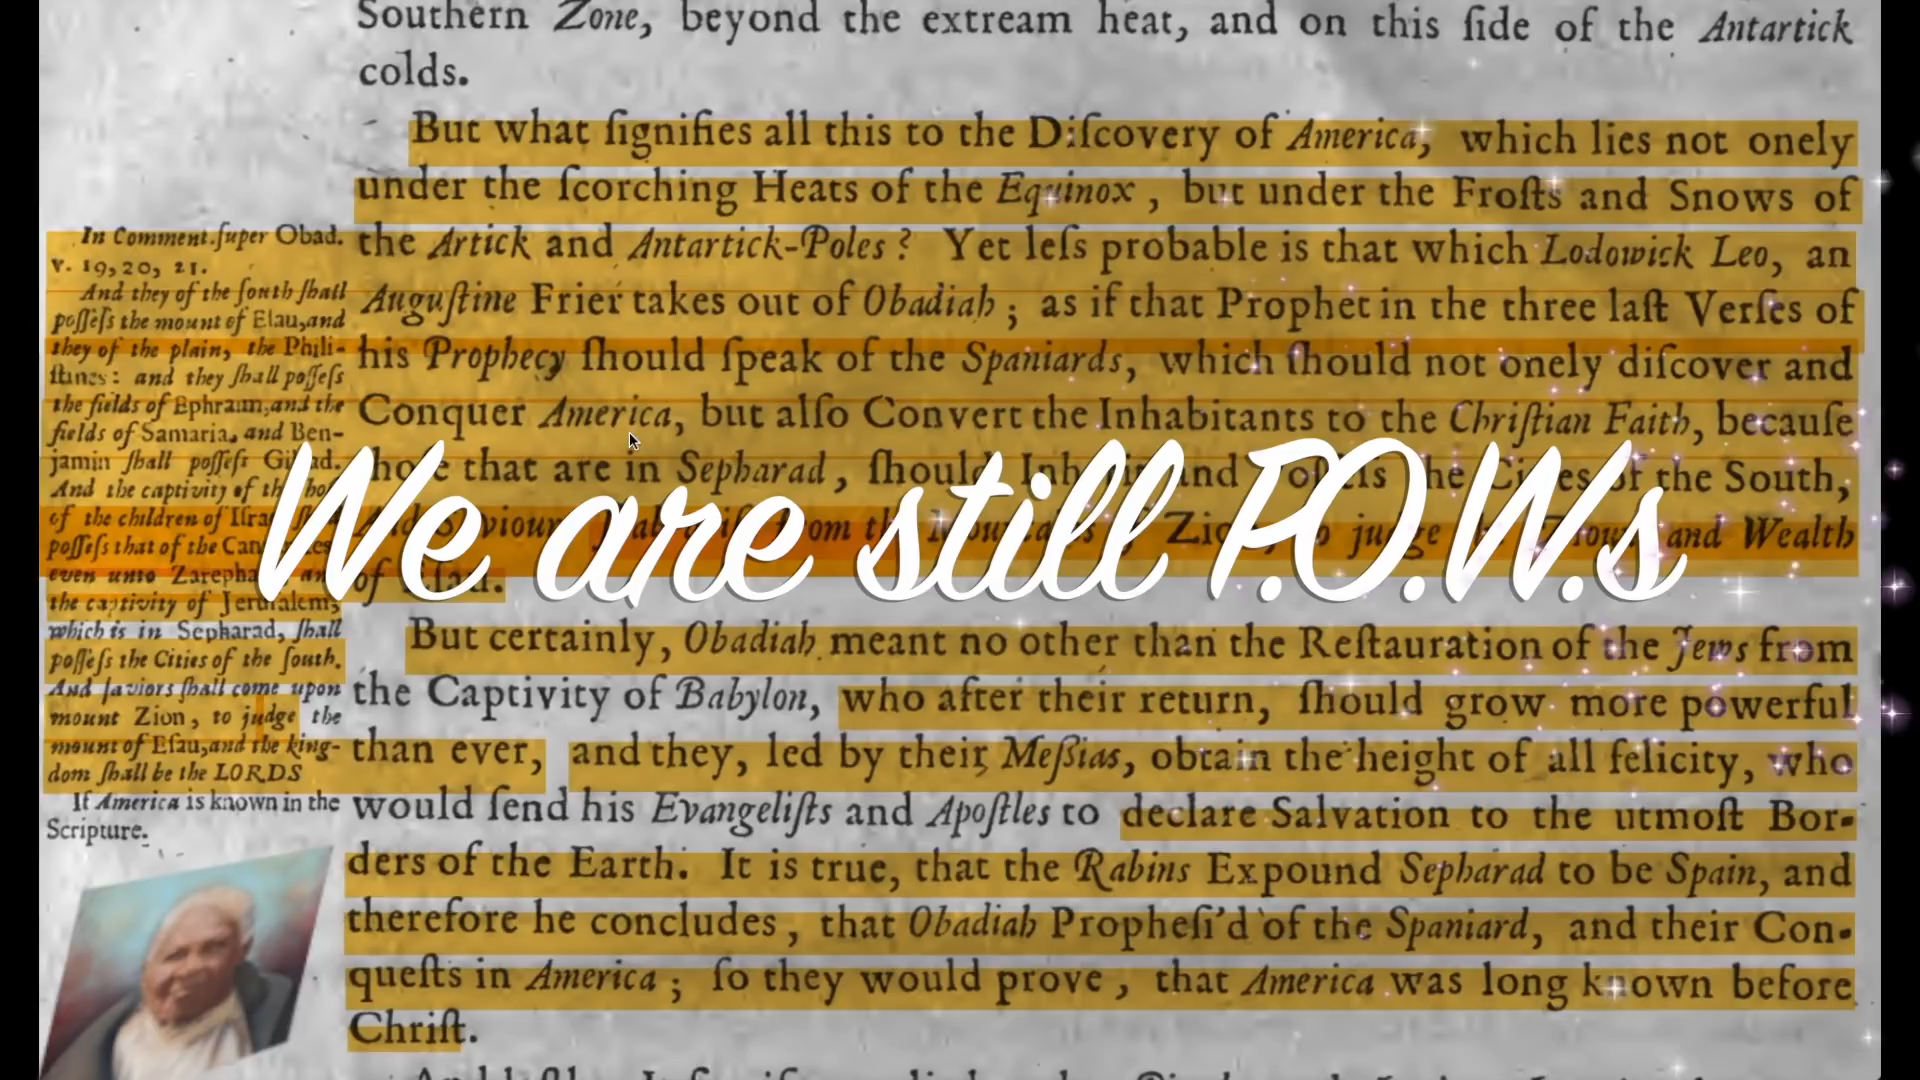 Southern Zone, beyond the extream heat, and on this ſide of the Antartick
colds.
But what ſignifies all this to the Diſcovery of America, which lies not onely
under the ſcorching Heats of the Equinox, but under the Froſts and Snows of
the Artick and Antartick-Poles? Yet leſs probable is that which Lodowick Leo, an
Auguſtine Frier takes out of Obadiah; as if that Prophet in the three laſt Verſes of
his Prophecy ſhould ſpeak of the Spaniards, which ſhould not onely diſcover and
Conquer America, but alſo Convert the Inhabitants to the Chriſtian Faith, becauſe
that are in Sepharad, ſhould and the South,
from Zion judge and Wealth
of
But certainly, Obadiah meant no other than the Reſtauration of the Jews from
the Captivity of Babylon, who after their return, ſhould grow more powerful
than ever, and they, led by their Meſsias, obtain the height of all felicity, who
would ſend his Evangeliſts and Apoſtles to declare Salvation to the utmoſt Bor-
ders of the Earth. It is true, that the Rabins Expound Sepharad to be Spain, and
therefore he concludes, that Obadiah Propheſi'd of the Spaniard, and their Con-
queſts in America; ſo they would prove, that America was long known before
Chriſt.
In Comment. ſuper Obad.
v. 19, 20, 21.
And they of the ſouth ſhall
poſſeſs the mount of Eſau, and
they of the plain, the Phili-
ſtines: and they ſhall poſſeſs
the fields of Ephraim, and the
fields of Samaria, and Ben-
jamin ſhall poſſeſs
And the captivity of
of the children of
poſſeſs that of the
even unto
the captivity of Jeruſalem,
which is in Sepharad, ſhall
poſſeſs the Cities of the ſouth.
And ſaviors ſhall come upon
mount Zion, to judge the
mount of Eſau, and the king-
dom ſhall be the LORDS
If America is known in the
Scripture.
We are still P.O.W.s